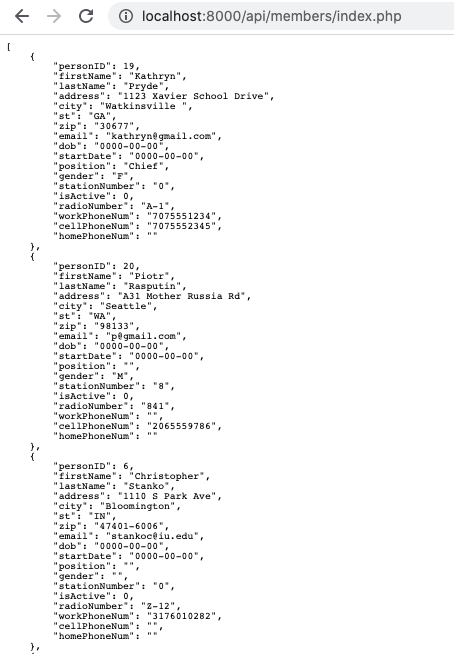 localhost:8000/api/members/index.php
[
{
"personID": 19,
"firstName": "Kathryn",
"lastName": "Pryde",
"address": "1123 Xavier School Drive",
"city": "Watkinsville ",
"st": "GA",
"zip": "30677",
"email": "kathryn@gmail.com",
"dob": "0000-00-00",
"startDate": "0000-00-00",
"position": "Chief",
"gender": "F",
"stationNumber": "0",
"isActive": 0,
"radioNumber": "A-1",
"workPhoneNum": "7075551234",
"cellPhoneNum": "7075552345",
"homePhoneNum": ""
},
{
"personID": 20,
"firstName": "Piotr",
"lastName": "Rasputin",
"address": "A31 Mother Russia Rd",
"city": "Seattle",
"st": "WA",
"zip": "98133",
"email": "p@gmail.com",
"dob": "0000-00-00",
"startDate": "0000-00-00",
"position": "",
"gender": "M",
"stationNumber": "8",
"isActive": 0,
"radioNumber": "841",
"workPhoneNum": "",
"cellPhoneNum": "2065559786",
"homePhoneNum": ""
},
{
"personID": 6,
"firstName": "Christopher",
"lastName": "Stanko",
"address": "1110 S Park Ave",
"city": "Bloomington",
"st": "IN",
"zip": "47401-6006",
"email": "stankoc@iu.edu",
"dob": "0000-00-00",
"startDate": "0000-00-00",
"position": "",
"gender": "",
"stationNumber": "0",
"isActive": 0,
"radioNumber": "Z-12",
"workPhoneNum": "3176010282",
"cellPhoneNum": "",
"homePhoneNum": ""
},